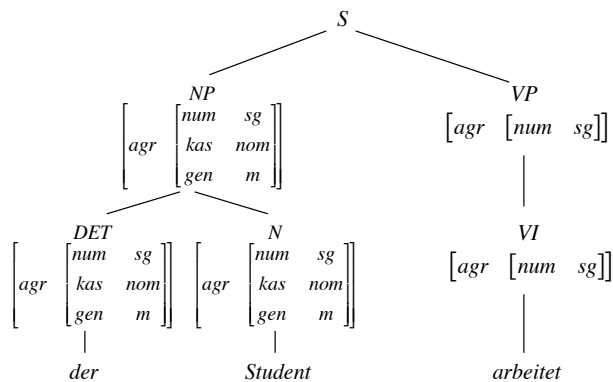 S
NP VP
[agr [num sg [agr [num sg]]
kas nom
gen m]]
DET N VI
[agr [num sg [agr [num sg [agr [num sg]]
kas nom kas nom
gen m]] gen m]]
der Student arbeitet